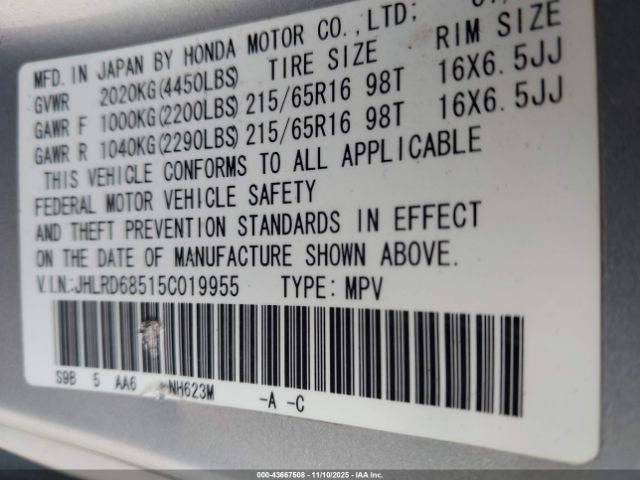 MFD. IN JAPAN BY HONDA MOTOR CO.,LTD;
GVWR 2020KG(4450LBS) TIRE SIZE RIM SIZE
GAWR F 1000KG(2200LBS) 215/65R16 98T 16X6.5JJ
GAWR R 1040KG(2290LBS) 215/65R16 98T 16X6.5JJ
THIS VEHICLE CONFORMS TO ALL APPLICABLE
FEDERAL MOTOR VEHICLE SAFETY
AND THEFT PREVENTION STANDARDS IN EFFECT
ON THE DATE OF MANUFACTURE SHOWN ABOVE.
V.I.N.:JHLRD68515C019955 TYPE: MPV
S9B 5 AA6 NH623M -A -C
000-43667508 - 11/10/2025 - IAAI Inc.